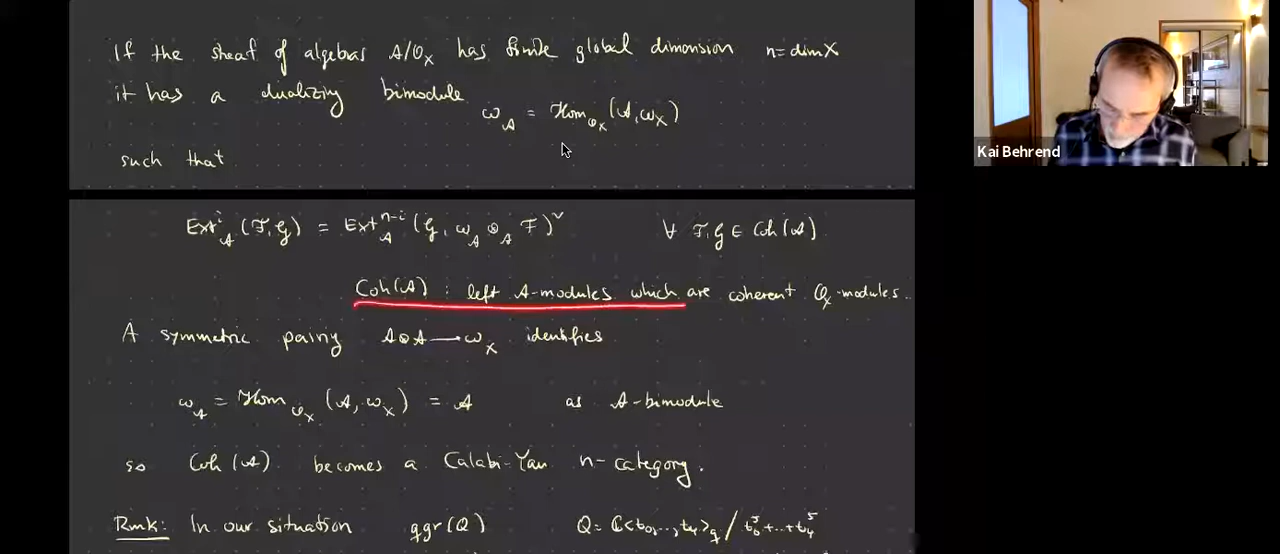 If the sheaf of algebras 𝒜/𝒪_X has finite global dimension n = dim X
it has a dualizing bimodule
ω_𝒜 = ℋom_{𝒪_X}(𝒜, ω_X)
such that
Ext^i_𝒜(ℱ, 𝒢) = Ext^{n-i}_𝒜(𝒢, ω_𝒜 ⊗_𝒜 ℱ)^∨ ∀ ℱ, 𝒢 ∈ Coh(𝒜).
Coh(𝒜) : left 𝒜-modules which are coherent 𝒪_X-modules..
A symmetric pairing 𝒜⊗𝒜 → ω_X identifies
ω_𝒜 = ℋom_{𝒪_X}(𝒜, ω_X) = 𝒜 as 𝒜-bimodule
so Coh(𝒜) becomes a Calabi-Yau n-category.
Rmk: In our situation qgr(Q) Q = ℂ<t_0,..,t_4>_q / t_0^5+...+t_4^5
Kai Behrend